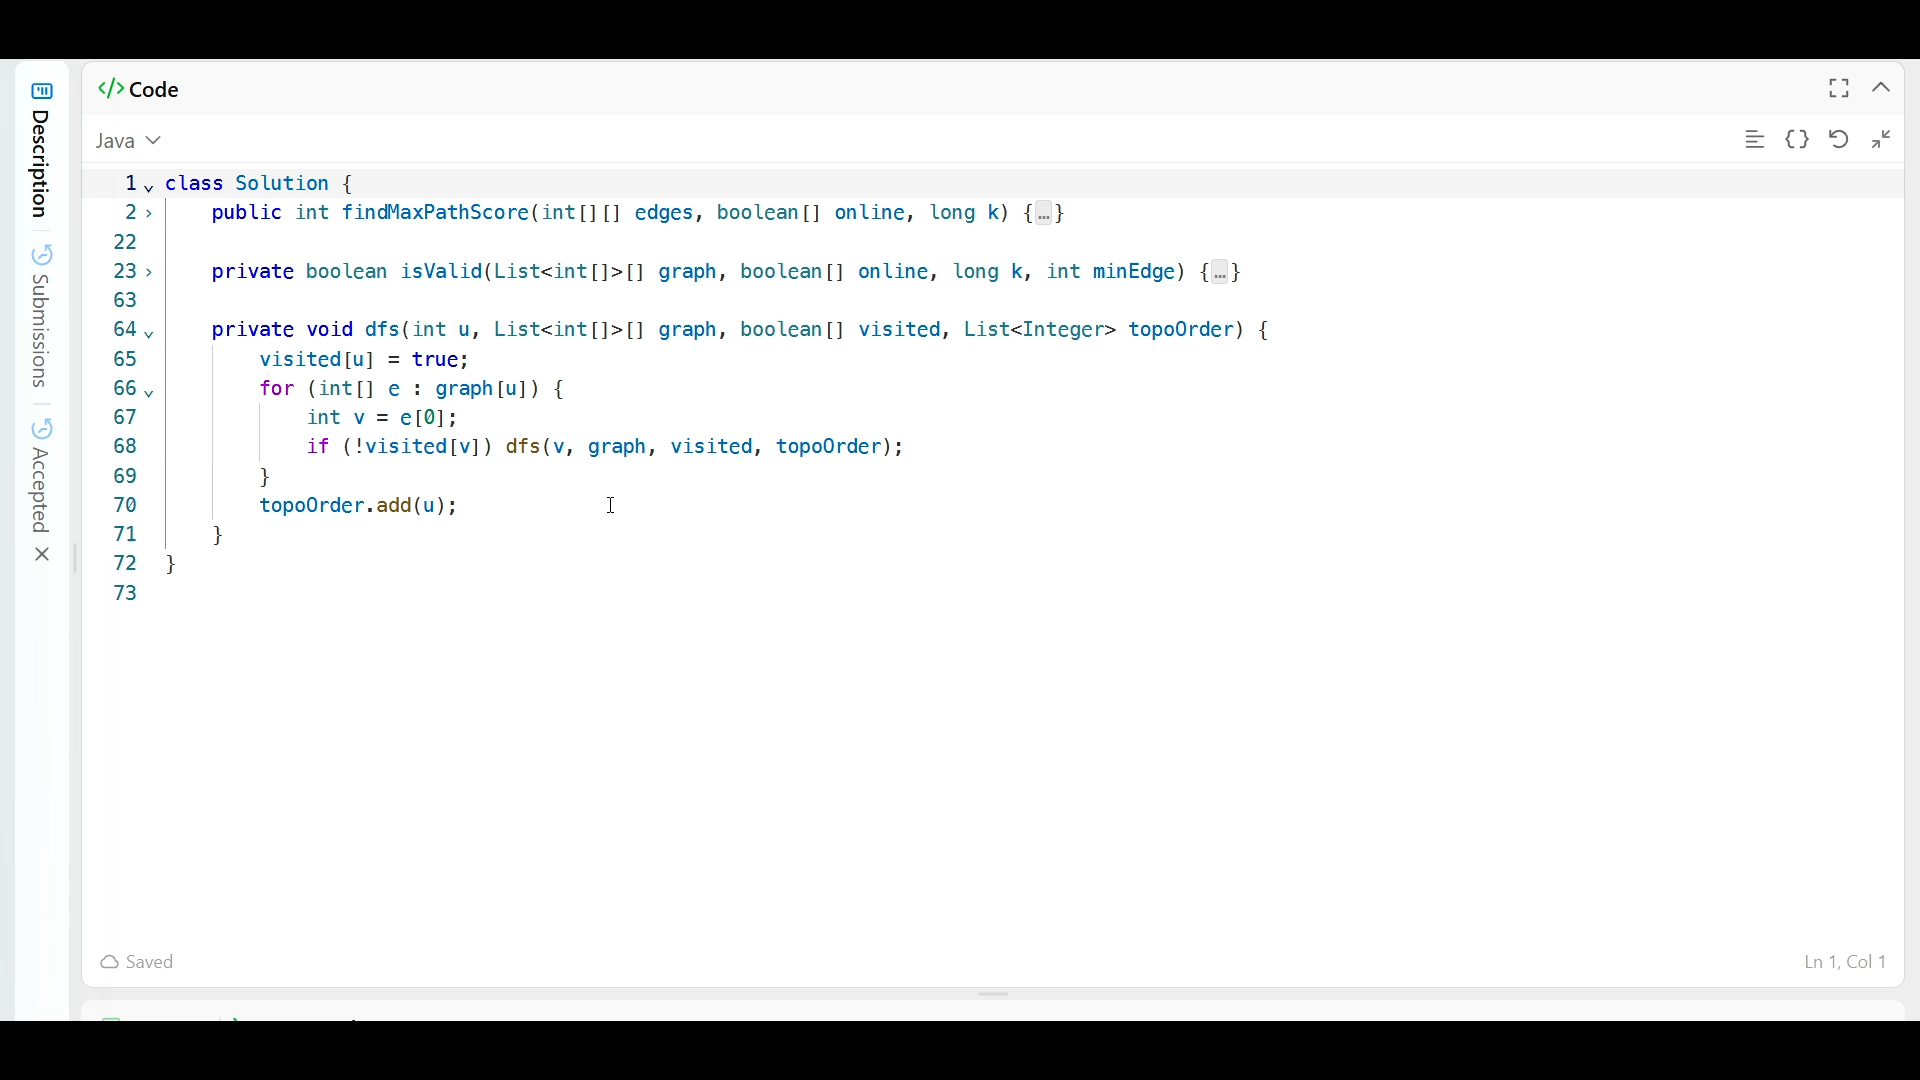 Description
Submissions
Accepted
Code
Java
1 class Solution {
2 public int findMaxPathScore(int[][] edges, boolean[] online, long k) {…}
22
23 private boolean isValid(List<int[]>[] graph, boolean[] online, long k, int minEdge) {…}
63
64 private void dfs(int u, List<int[]>[] graph, boolean[] visited, List<Integer> topoOrder) {
65 visited[u] = true;
66 for (int[] e : graph[u]) {
67 int v = e[0];
68 if (!visited[v]) dfs(v, graph, visited, topoOrder);
69 }
70 topoOrder.add(u);
71 }
72 }
73
Saved
Ln 1, Col 1